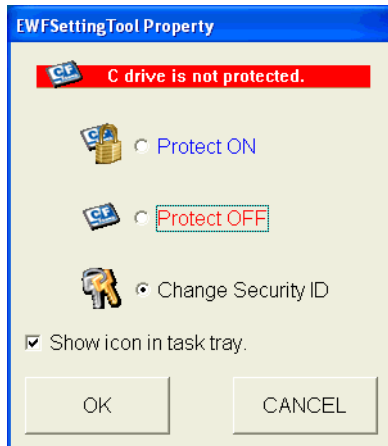 EWFSettingTool Property
C drive is not protected.
Protect ON
Protect OFF
Change Security ID
Show icon in task tray.
OK CANCEL